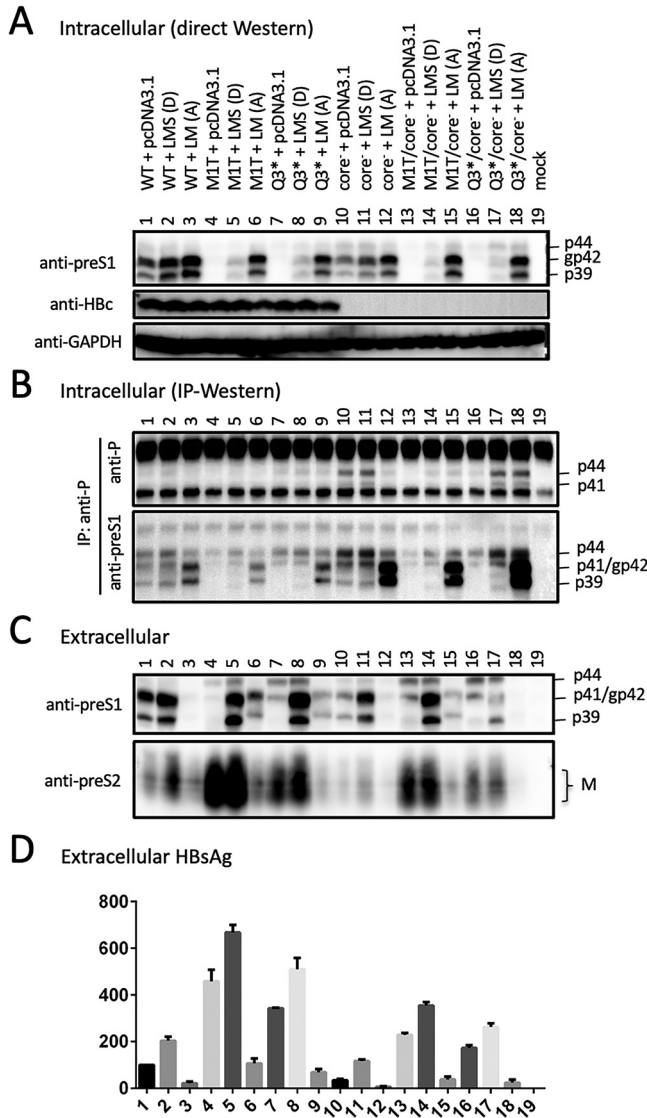 A Intracellular (direct Western)
WT + pcDNA3.1
WT + LMS (D)
WT + LM (A)
M1T + pcDNA3.1
M1T + LMS (D)
M1T + LM (A)
Q3* + pcDNA3.1
Q3* + LMS (D)
Q3* + LM (A)
core⁻ + pcDNA3.1
core⁻ + LMS (D)
core⁻ + LM (A)
M1T/core⁻ + pcDNA3.1
M1T/core⁻ + LMS (D)
M1T/core⁻ + LM (A)
Q3*/core⁻ + pcDNA3.1
Q3*/core⁻ + LMS (D)
Q3*/core⁻ + LM (A)
mock
1 2 3 4 5 6 7 8 9 10 11 12 13 14 15 16 17 18 19
p44
anti-preS1 gp42
p39
anti-HBc
anti-GAPDH
B Intracellular (IP-Western)
1 2 3 4 5 6 7 8 9 10 11 12 13 14 15 16 17 18 19
IP: anti-P
anti-P
p44
p41
anti-preS1
p44
p41/gp42
p39
C Extracellular
1 2 3 4 5 6 7 8 9 10 11 12 13 14 15 16 17 18 19
p44
anti-preS1 p41/gp42
p39
anti-preS2 M
D Extracellular HBsAg
800
600
400
200
0
1 2 3 4 5 6 7 8 9 10 11 12 13 14 15 16 17 18 19